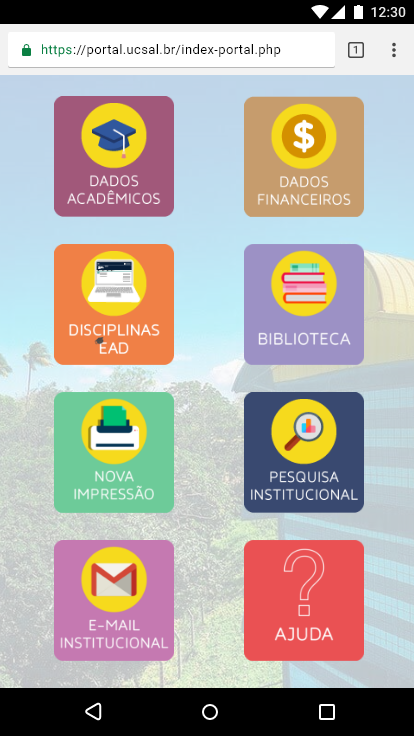 12:30
https://portal.ucsal.br/index-portal.php
1
DADOS
ACADÊMICOS
DADOS
FINANCEIROS
DISCIPLINAS
EAD
BIBLIOTECA
NOVA
IMPRESSÃO
PESQUISA
INSTITUCIONAL
E-MAIL
INSTITUCIONAL
?
AJUDA